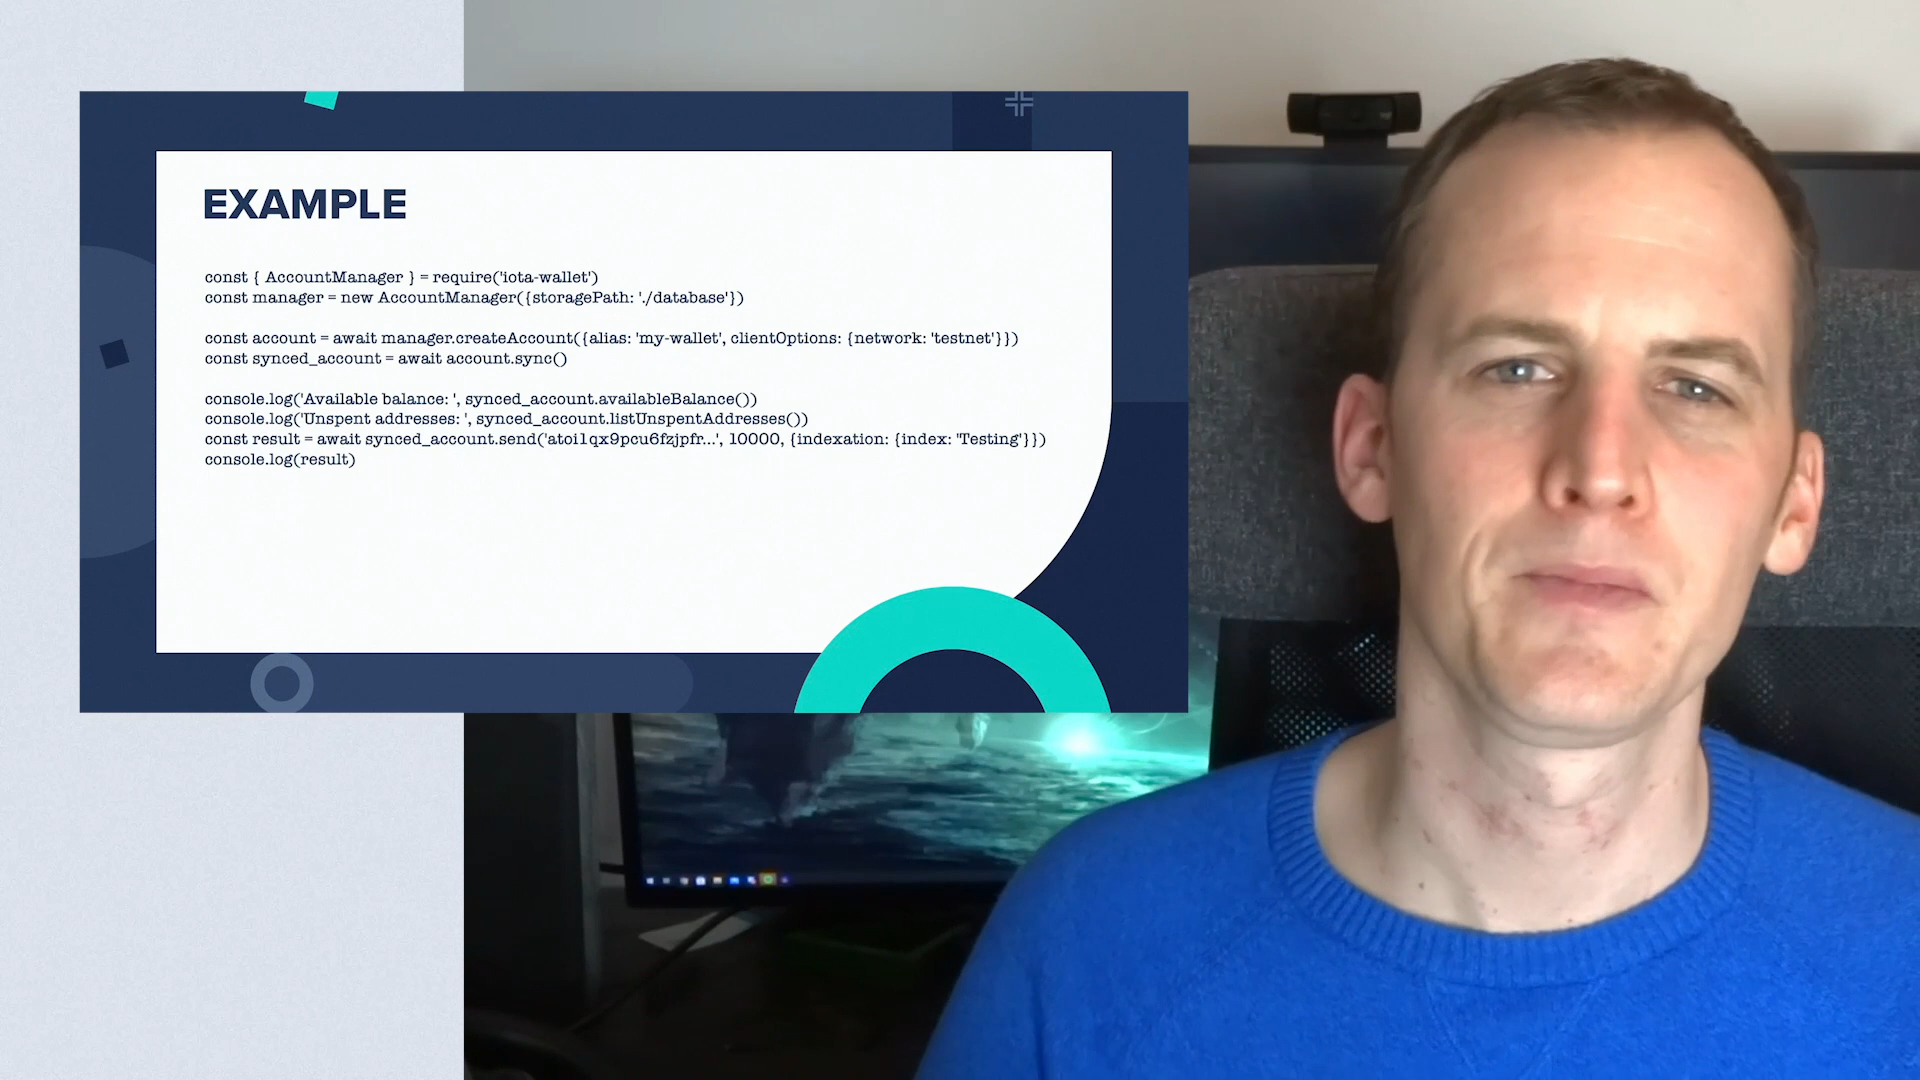 EXAMPLE
const { AccountManager } = require('iota-wallet')
const manager = new AccountManager({storagePath: './database'})
const account = await manager.createAccount({alias: 'my-wallet', clientOptions: {network: 'testnet'}})
const synced_account = await account.sync()
console.log('Available balance: ', synced_account.availableBalance())
console.log('Unspent addresses: ', synced_account.listUnspentAddresses())
const result = await synced_account.send('atoi1qx9pcu6fzjpfr...', 10000, {indexation: {index: 'Testing'}})
console.log(result)